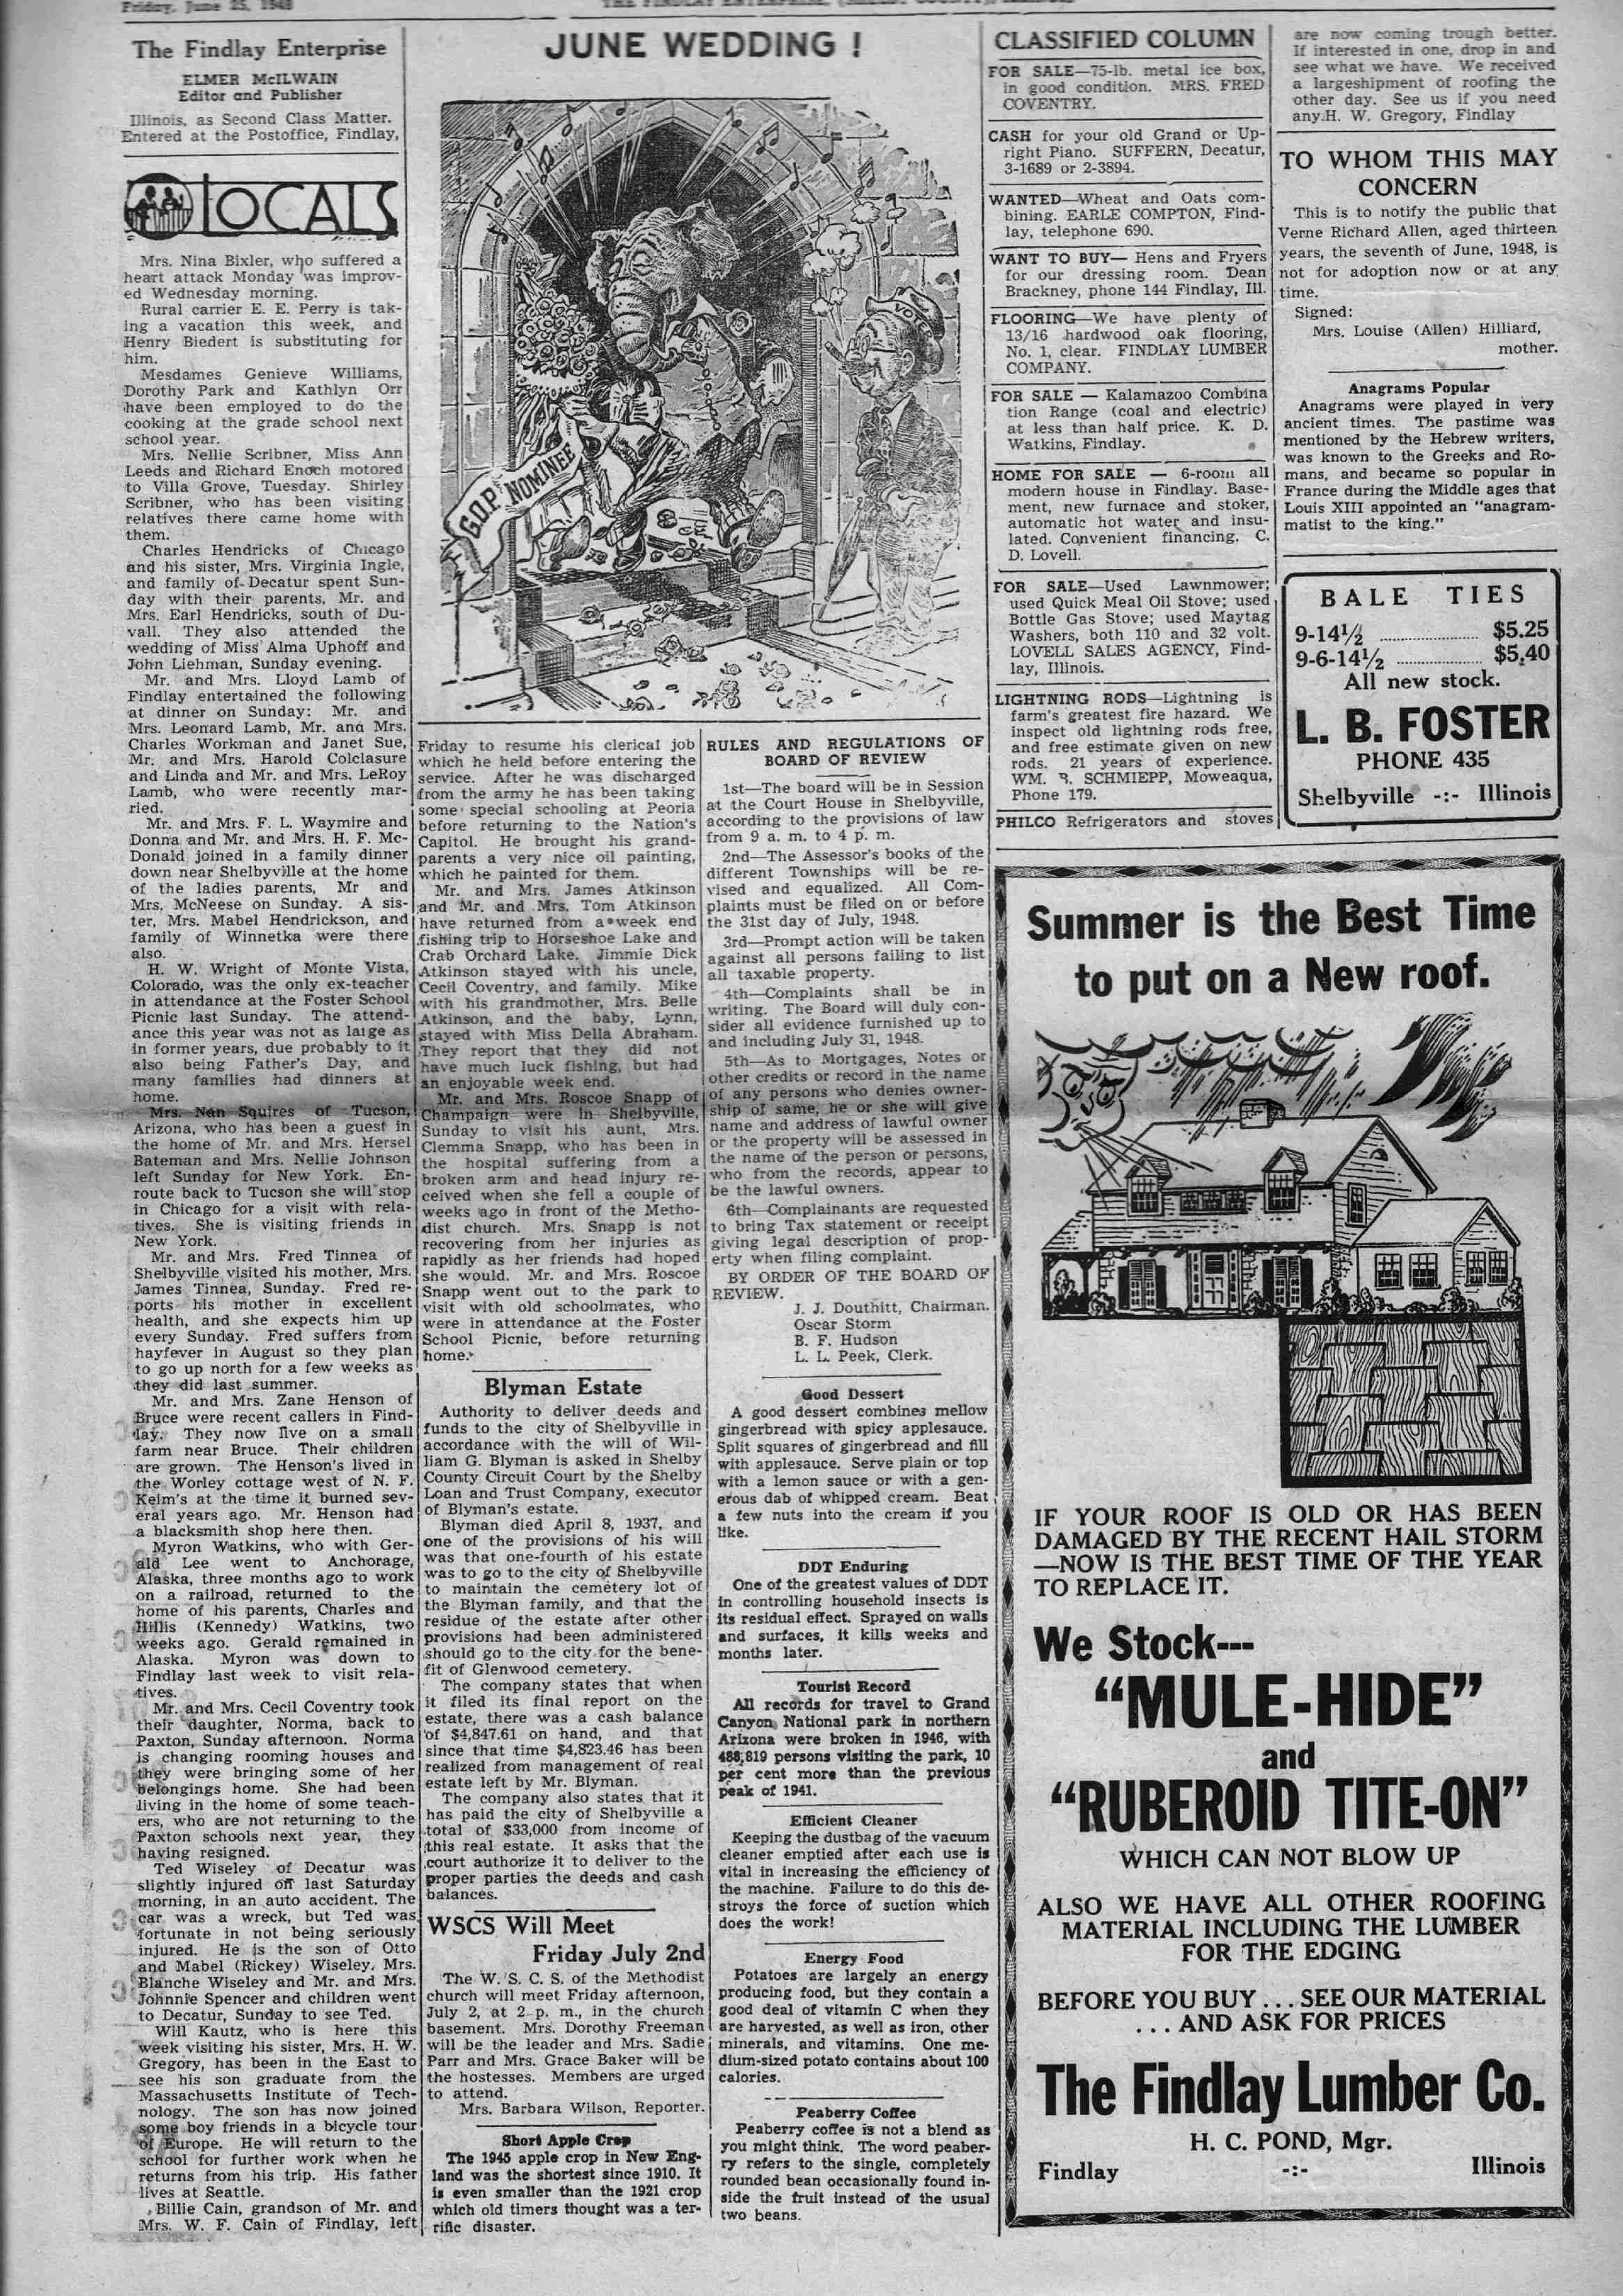 Friday, June 25, 1948
THE FINDLAY ENTERPRISE, (SHELBY COUNTY), ILLINOIS
The Findlay Enterprise
ELMER McILWAIN
Editor and Publisher
Illinois, as Second Class Matter.
Entered at the Postoffice, Findlay,
LOCALS
Mrs. Nina Bixler, who suffered a
heart attack Monday was improv-
ed Wednesday morning.
Rural carrier E. E. Perry is tak-
ing a vacation this week, and
Henry Biedert is substituting for
him.
Mesdames Genieve Williams,
Dorothy Park and Kathlyn Orr
have been employed to do the
cooking at the grade school next
school year.
Mrs. Nellie Scribner, Miss Ann
Leeds and Richard Enoch motored
to Villa Grove, Tuesday. Shirley
Scribner, who has been visiting
relatives there came home with
them.
Charles Hendricks of Chicago
and his sister, Mrs. Virginia Ingle,
and family of Decatur spent Sun-
day with their parents, Mr. and
Mrs. Earl Hendricks, south of Du-
vall. They also attended the
wedding of Miss Alma Uphoff and
John Liehman, Sunday evening.
Mr. and Mrs. Lloyd Lamb of
Findlay entertained the following
at dinner on Sunday: Mr. and
Mrs. Leonard Lamb, Mr. and Mrs.
Charles Workman and Janet Sue,
Mr. and Mrs. Harold Colclasure
and Linda and Mr. and Mrs. LeRoy
Lamb, who were recently mar-
ried.
Mr. and Mrs. F. L. Waymire and
Donna and Mr. and Mrs. H. F. Mc-
Donald joined in a family dinner
down near Shelbyville at the home
of the ladies parents, Mr and
Mrs. McNeese on Sunday. A sis-
ter, Mrs. Mabel Hendrickson, and
family of Winnetka were there
also.
H. W. Wright of Monte Vista,
Colorado, was the only ex-teacher
in attendance at the Foster School
Picnic last Sunday. The attend-
ance this year was not as large as
in former years, due probably to it
also being Father's Day, and
many families had dinners at
home.
Mrs. Nan Squires of Tucson,
Arizona, who has been a guest in
the home of Mr. and Mrs. Hersel
Bateman and Mrs. Nellie Johnson
left Sunday for New York. En-
route back to Tucson she will stop
in Chicago for a visit with rela-
tives. She is visiting friends in
New York.
Mr. and Mrs. Fred Tinnea of
Shelbyville visited his mother, Mrs.
James Tinnea, Sunday. Fred re-
ports his mother in excellent
health, and she expects him up
every Sunday. Fred suffers from
hayfever in August so they plan
to go up north for a few weeks as
they did last summer.
Mr. and Mrs. Zane Henson of
Bruce were recent callers in Find-
lay. They now live on a small
farm near Bruce. Their children
are grown. The Henson's lived in
the Worley cottage west of N. F.
Keim's at the time it burned sev-
eral years ago. Mr. Henson had
a blacksmith shop here then.
Myron Watkins, who with Ger-
ald Lee went to Anchorage,
Alaska, three months ago to work
on a railroad, returned to the
home of his parents, Charles and
Hillis (Kennedy) Watkins, two
weeks ago. Gerald remained in
Alaska. Myron was down to
Findlay last week to visit rela-
tives.
Mr. and Mrs. Cecil Coventry took
their daughter, Norma, back to
Paxton, Sunday afternoon. Norma
is changing rooming houses and
they were bringing some of her
belongings home. She had been
living in the home of some teach-
ers, who are not returning to the
Paxton schools next year, they
having resigned.
Ted Wiseley of Decatur was
slightly injured off last Saturday
morning, in an auto accident. The
car was a wreck, but Ted was
fortunate in not being seriously
injured. He is the son of Otto
and Mabel (Rickey) Wiseley. Mrs.
Blanche Wiseley and Mr. and Mrs.
Johnnie Spencer and children went
to Decatur, Sunday to see Ted.
Will Kautz, who is here this
week visiting his sister, Mrs. H. W.
Gregory, has been in the East to
see his son graduate from the
Massachusetts Institute of Tech-
nology. The son has now joined
some boy friends in a bicycle tour
of Europe. He will return to the
school for further work when he
returns from his trip. His father
lives at Seattle.
Billie Cain, grandson of Mr. and
Mrs. W. F. Cain of Findlay, left
JUNE WEDDING !
VOTER
G.O.P. NOMINEE
Friday to resume his clerical job
which he held before entering the
service. After he was discharged
from the army he has been taking
some special schooling at Peoria
before returning to the Nation's
Capitol. He brought his grand-
parents a very nice oil painting,
which he painted for them.
Mr. and Mrs. James Atkinson
and Mr. and Mrs. Tom Atkinson
have returned from a week end
fishing trip to Horseshoe Lake and
Crab Orchard Lake. Jimmie Dick
Atkinson stayed with his uncle,
Cecil Coventry, and family. Mike
with his grandmother, Mrs. Belle
Atkinson, and the baby, Lynn,
stayed with Miss Della Abraham.
They report that they did not
have much luck fishing, but had
an enjoyable week end.
Mr. and Mrs. Roscoe Snapp of
Champaign were in Shelbyville,
Sunday to visit his aunt, Mrs.
Clemma Snapp, who has been in
the hospital suffering from a
broken arm and head injury re-
ceived when she fell a couple of
weeks ago in front of the Metho-
dist church. Mrs. Snapp is not
recovering from her injuries as
rapidly as her friends had hoped
she would. Mr. and Mrs. Roscoe
Snapp went out to the park to
visit with old schoolmates, who
were in attendance at the Foster
School Picnic, before returning
home.
Blyman Estate
Authority to deliver deeds and
funds to the city of Shelbyville in
accordance with the will of Wil-
liam G. Blyman is asked in Shelby
County Circuit Court by the Shelby
Loan and Trust Company, executor
of Blyman's estate.
Blyman died April 8, 1937, and
one of the provisions of his will
was that one-fourth of his estate
was to go to the city of Shelbyville
to maintain the cemetery lot of
the Blyman family, and that the
residue of the estate after other
provisions had been administered
should go to the city for the bene-
fit of Glenwood cemetery.
The company states that when
it filed its final report on the
estate, there was a cash balance
of $4,847.61 on hand, and that
since that time $4,823.46 has been
realized from management of real
estate left by Mr. Blyman.
The company also states that it
has paid the city of Shelbyville a
total of $33,000 from income of
this real estate. It asks that the
court authorize it to deliver to the
proper parties the deeds and cash
balances.
WSCS Will Meet
Friday July 2nd
The W. S. C. S. of the Methodist
church will meet Friday afternoon,
July 2, at 2 p. m., in the church
basement. Mrs. Dorothy Freeman
will be the leader and Mrs. Sadie
Parr and Mrs. Grace Baker will be
the hostesses. Members are urged
to attend.
Mrs. Barbara Wilson, Reporter.
Short Apple Crop
The 1945 apple crop in New Eng-
land was the shortest since 1910. It
is even smaller than the 1921 crop
which old timers thought was a ter-
rific disaster.
RULES AND REGULATIONS OF
BOARD OF REVIEW
1st—The board will be in Session
at the Court House in Shelbyville,
according to the provisions of law
from 9 a. m. to 4 p. m.
2nd—The Assessor's books of the
different Townships will be re-
vised and equalized. All Com-
plaints must be filed on or before
the 31st day of July, 1948.
3rd—Prompt action will be taken
against all persons failing to list
all taxable property.
4th—Complaints shall be in
writing. The Board will duly con-
sider all evidence furnished up to
and including July 31, 1948.
5th—As to Mortgages, Notes or
other credits or record in the name
of any persons who denies owner-
ship of same, he or she will give
name and address of lawful owner
or the property will be assessed in
the name of the person or persons,
who from the records, appear to
be the lawful owners.
6th—Complainants are requested
to bring Tax statement or receipt
giving legal description of prop-
erty when filing complaint.
BY ORDER OF THE BOARD OF
REVIEW.
J. J. Douthitt, Chairman.
Oscar Storm
B. F. Hudson
L. L. Peek, Clerk.
Good Dessert
A good dessert combines mellow
gingerbread with spicy applesauce.
Split squares of gingerbread and fill
with applesauce. Serve plain or top
with a lemon sauce or with a gen-
erous dab of whipped cream. Beat
a few nuts into the cream if you
like.
DDT Enduring
One of the greatest values of DDT
in controlling household insects is
its residual effect. Sprayed on walls
and surfaces, it kills weeks and
months later.
Tourist Record
All records for travel to Grand
Canyon National park in northern
Arizona were broken in 1946, with
488,819 persons visiting the park, 10
per cent more than the previous
peak of 1941.
Efficient Cleaner
Keeping the dustbag of the vacuum
cleaner emptied after each use is
vital in increasing the efficiency of
the machine. Failure to do this de-
stroys the force of suction which
does the work!
Energy Food
Potatoes are largely an energy
producing food, but they contain a
good deal of vitamin C when they
are harvested, as well as iron, other
minerals, and vitamins. One me-
dium-sized potato contains about 100
calories.
Peaberry Coffee
Peaberry coffee is not a blend as
you might think. The word peaber-
ry refers to the single, completely
rounded bean occasionally found in-
side the fruit instead of the usual
two beans.
CLASSIFIED COLUMN
FOR SALE—75-lb. metal ice box,
in good condition. MRS. FRED
COVENTRY.
CASH for your old Grand or Up-
right Piano. SUFFERN, Decatur,
3-1689 or 2-3894.
WANTED—Wheat and Oats com-
bining. EARLE COMPTON, Find-
lay, telephone 690.
WANT TO BUY— Hens and Fryers
for our dressing room. Dean
Brackney, phone 144 Findlay, Ill.
FLOORING—We have plenty of
13/16 hardwood oak flooring,
No. 1, clear. FINDLAY LUMBER
COMPANY.
FOR SALE — Kalamazoo Combina
tion Range (coal and electric)
at less than half price. K. D.
Watkins, Findlay.
HOME FOR SALE — 6-room all
modern house in Findlay. Base-
ment, new furnace and stoker,
automatic hot water and insu-
lated. Convenient financing. C.
D. Lovell.
FOR SALE—Used Lawnmower;
used Quick Meal Oil Stove; used
Bottle Gas Stove; used Maytag
Washers, both 110 and 32 volt.
LOVELL SALES AGENCY, Find-
lay, Illinois.
LIGHTNING RODS—Lightning is
farm's greatest fire hazard. We
inspect old lightning rods free,
and free estimate given on new
rods. 21 years of experience.
WM. R. SCHMIEPP, Moweaqua,
Phone 179.
PHILCO Refrigerators and stoves
are now coming trough better.
If interested in one, drop in and
see what we have. We received
a largeshipment of roofing the
other day. See us if you need
any.H. W. Gregory, Findlay
TO WHOM THIS MAY
CONCERN
This is to notify the public that
Verne Richard Allen, aged thirteen
years, the seventh of June, 1948, is
not for adoption now or at any
time.
Signed:
Mrs. Louise (Allen) Hilliard,
mother.
Anagrams Popular
Anagrams were played in very
ancient times. The pastime was
mentioned by the Hebrew writers,
was known to the Greeks and Ro-
mans, and became so popular in
France during the Middle ages that
Louis XIII appointed an "anagram-
matist to the king."
BALE TIES
9-14½ ........ $5.25
9-6-14½ ........ $5.40
All new stock.
L. B. FOSTER
PHONE 435
Shelbyville -:- Illinois
Summer is the Best Time
to put on a New roof.
IF YOUR ROOF IS OLD OR HAS BEEN
DAMAGED BY THE RECENT HAIL STORM
—NOW IS THE BEST TIME OF THE YEAR
TO REPLACE IT.
We Stock---
"MULE-HIDE"
and
"RUBEROID TITE-ON"
WHICH CAN NOT BLOW UP
ALSO WE HAVE ALL OTHER ROOFING
MATERIAL INCLUDING THE LUMBER
FOR THE EDGING
BEFORE YOU BUY ... SEE OUR MATERIAL
... AND ASK FOR PRICES
The Findlay Lumber Co.
H. C. POND, Mgr.
Findlay -:- Illinois